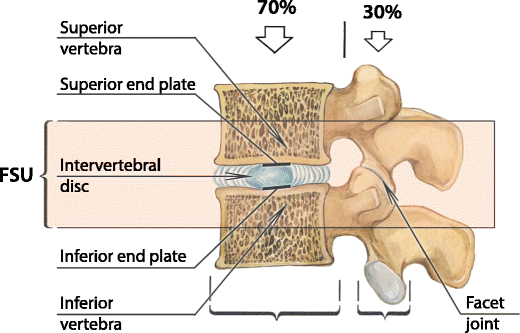 70%
30%
Superior
vertebra
Superior end plate
FSU
Intervertebral
disc
Inferior end plate
Inferior
vertebra
Facet
joint